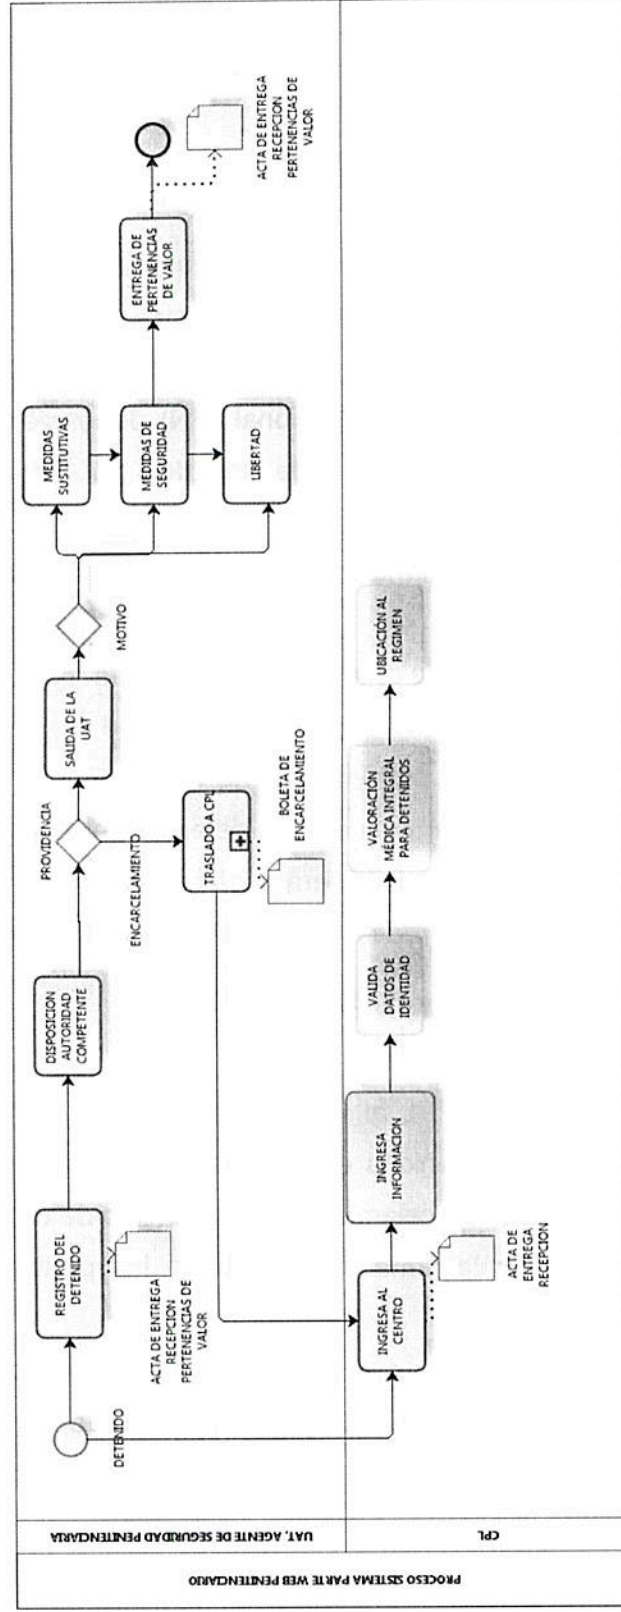 PROCESO SISTEMA PARTE WEB PENITENCIARIO
UAT, AGENTE DE SEGURIDAD PENITENCIARIA
DETENIDO
REGISTRO DEL
DETENIDO
ACTA DE ENTREGA
RECEPCION
PERTENENCIAS DE
VALOR
DISPOSICION
AUTORIDAD
COMPETENTE
PROVIDENCIA
ENCARCELAMIENTO
SALIDA DE LA
UAT
MOTIVO
TRASLADO A CPL
BOLETA DE
ENCARCELAMIENTO
MEDIDAS
SUSTITUTIVAS
MEDIDAS DE
SEGURIDAD
LIBERTAD
ENTREGA DE
PERTENENCIAS
DE VALOR
ACTA DE ENTREGA
RECEPCION
PERTENENCIAS DE
VALOR
CPL
INGRESA AL
CENTRO
ACTA DE
ENTREGA
RECEPCION
INGRESA
INFORMACION
VALIDA
DATOS DE
IDENTIDAD
VALORACIÓN
MÉDICA INTEGRAL
PARA DETENIDOS
UBICACIÓN AL
REGIMEN